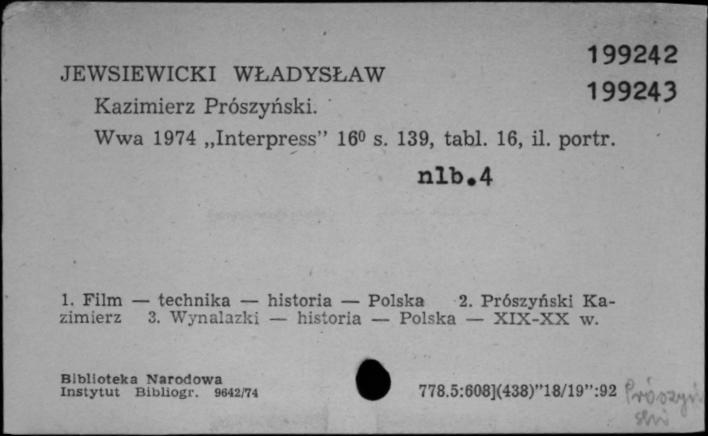 199242
JEWSIEWICKI WŁADYSŁAW
199243
Kazimierz Prószyński.
Wwa 1974 „Interpress” 16⁰ s. 139, tabl. 16, il. portr.
nlb.4
1. Film — technika — historia — Polska 2. Prószyński Ka-
zimierz 3. Wynalazki — historia — Polska — XIX-XX w.
Biblioteka Narodowa
Instytut Bibliogr. 9642/74
778.5:608](438)”18/19”:92
Prószyń
ski